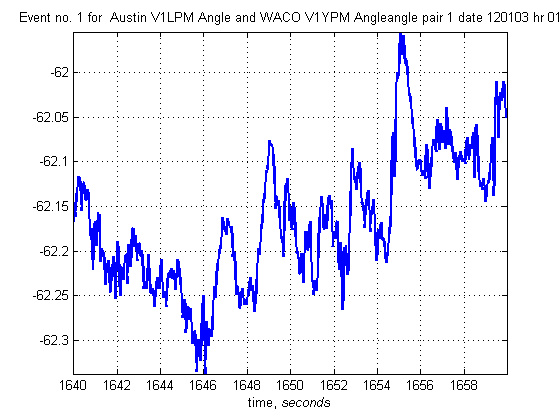 Event no. 1 for  Austin V1LPM Angle and WACO V1YPM Angleangle pair 1 date 120103 hr 01
-62
-62.05
-62.1
-62.15
-62.2
-62.25
-62.3
1640 1642 1644 1646 1648 1650 1652 1654 1656 1658
time, seconds